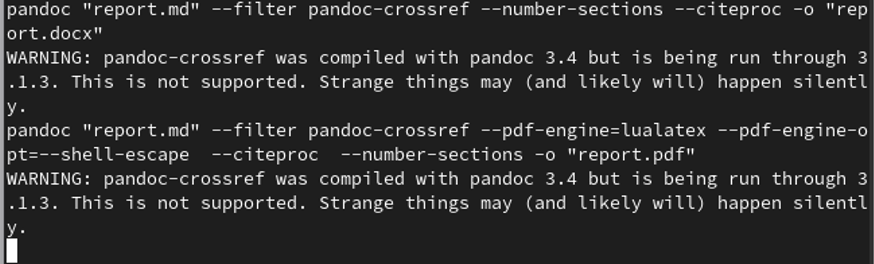 pandoc "report.md" --filter pandoc-crossref --number-sections --citeproc -o "rep
ort.docx"
WARNING: pandoc-crossref was compiled with pandoc 3.4 but is being run through 3
.1.3. This is not supported. Strange things may (and likely will) happen silentl
y.
pandoc "report.md" --filter pandoc-crossref --pdf-engine=lualatex --pdf-engine-o
pt=--shell-escape  --citeproc  --number-sections -o "report.pdf"
WARNING: pandoc-crossref was compiled with pandoc 3.4 but is being run through 3
.1.3. This is not supported. Strange things may (and likely will) happen silentl
y.